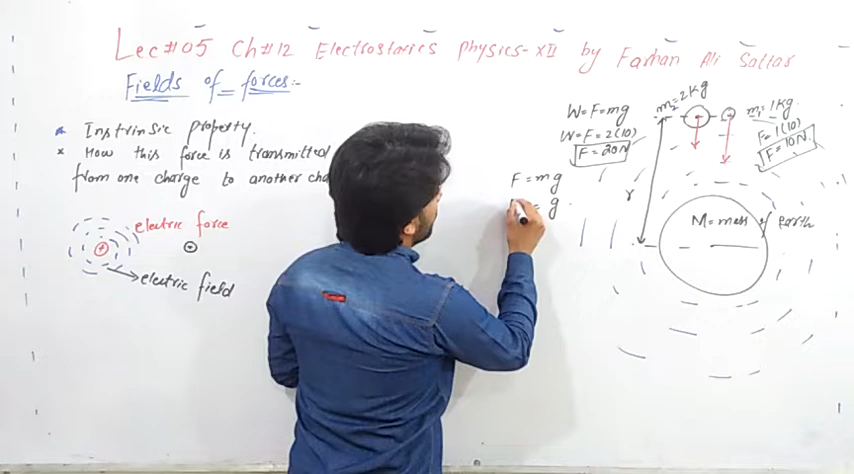 Lec#05 Ch#12 Electrostatics Physics-XII by Farhan Ali Sattar
Fields of forces:-
Instrinsic property.
× How this force is transmitted
from one charge to another
electric force
+
+
electric field
W=F=mg
W=F=2(10)
F=20N
F=mg
= g
m₂=2kg
m₁=1kg
F=1(10)
F=10N
r
M=mass of earth